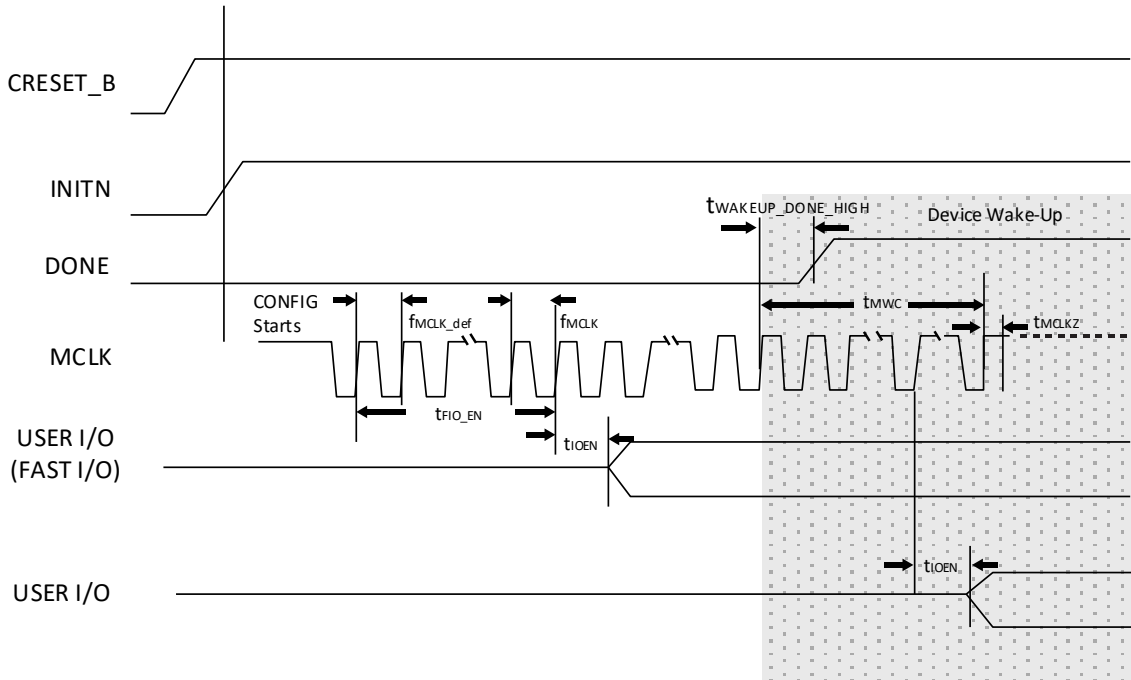 CRESET_B
INITN
tWAKEUP_DONE_HIGH
Device Wake-Up
DONE
CONFIG
Starts
fMCLK_def
fMCLK
tMWC
tMCLKZ
MCLK
tFIO_EN
USER I/O
(FAST I/O)
tIOEN
USER I/O
tIOEN